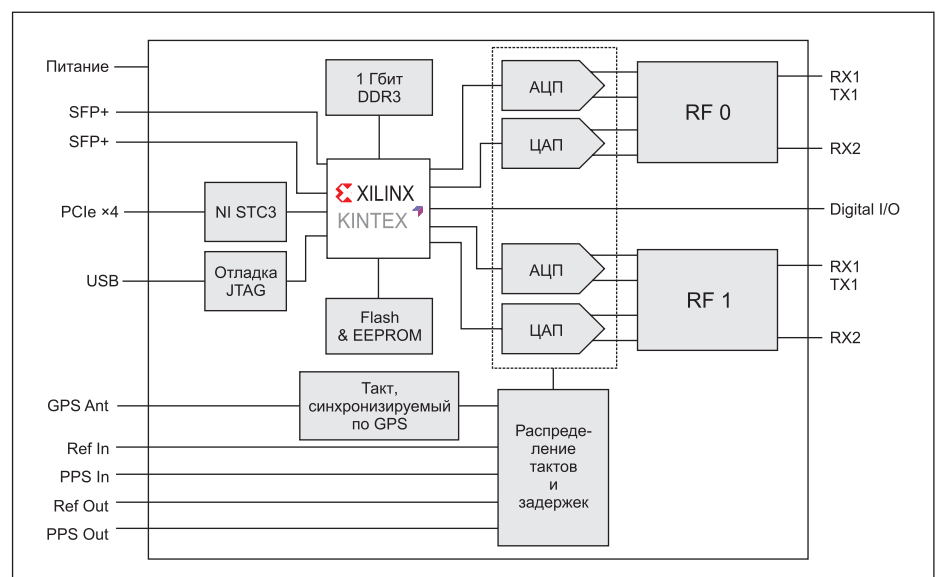 Питание
SFP+
SFP+
PCIe ×4
USB
GPS Ant
Ref In
PPS In
Ref Out
PPS Out
1 Гбит
DDR3
NI STC3
Отладка
JTAG
XILINX
KINTEX
Flash
& EEPROM
Такт,
синхронизируемый
по GPS
АЦП
ЦАП
АЦП
ЦАП
Распреде-
ление
тактов
и
задержек
RF 0
RF 1
RX1
TX1
RX2
Digital I/O
RX1
TX1
RX2